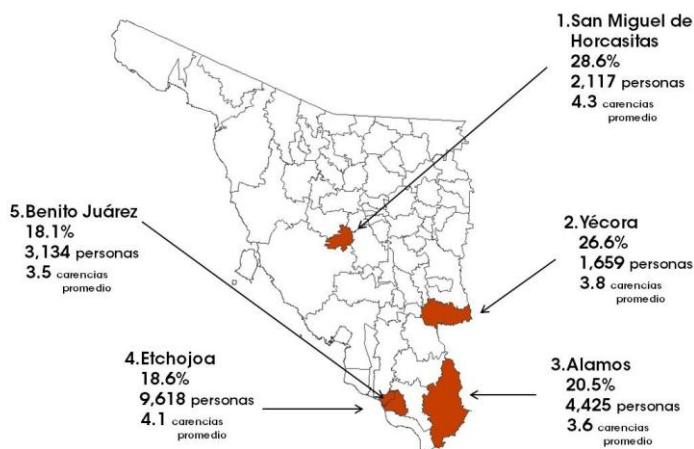 1.San Miguel de
Horcasitas
28.6%
2,117 personas
4.3 carencias
promedio
2.Yécora
26.6%
1,659 personas
3.8 carencias
promedio
3.Alamos
20.5%
4,425 personas
3.6 carencias
promedio
4.Etchojoa
18.6%
9,618 personas
4.1 carencias
promedio
5.Benito Juárez
18.1%
3,134 personas
3.5 carencias
promedio